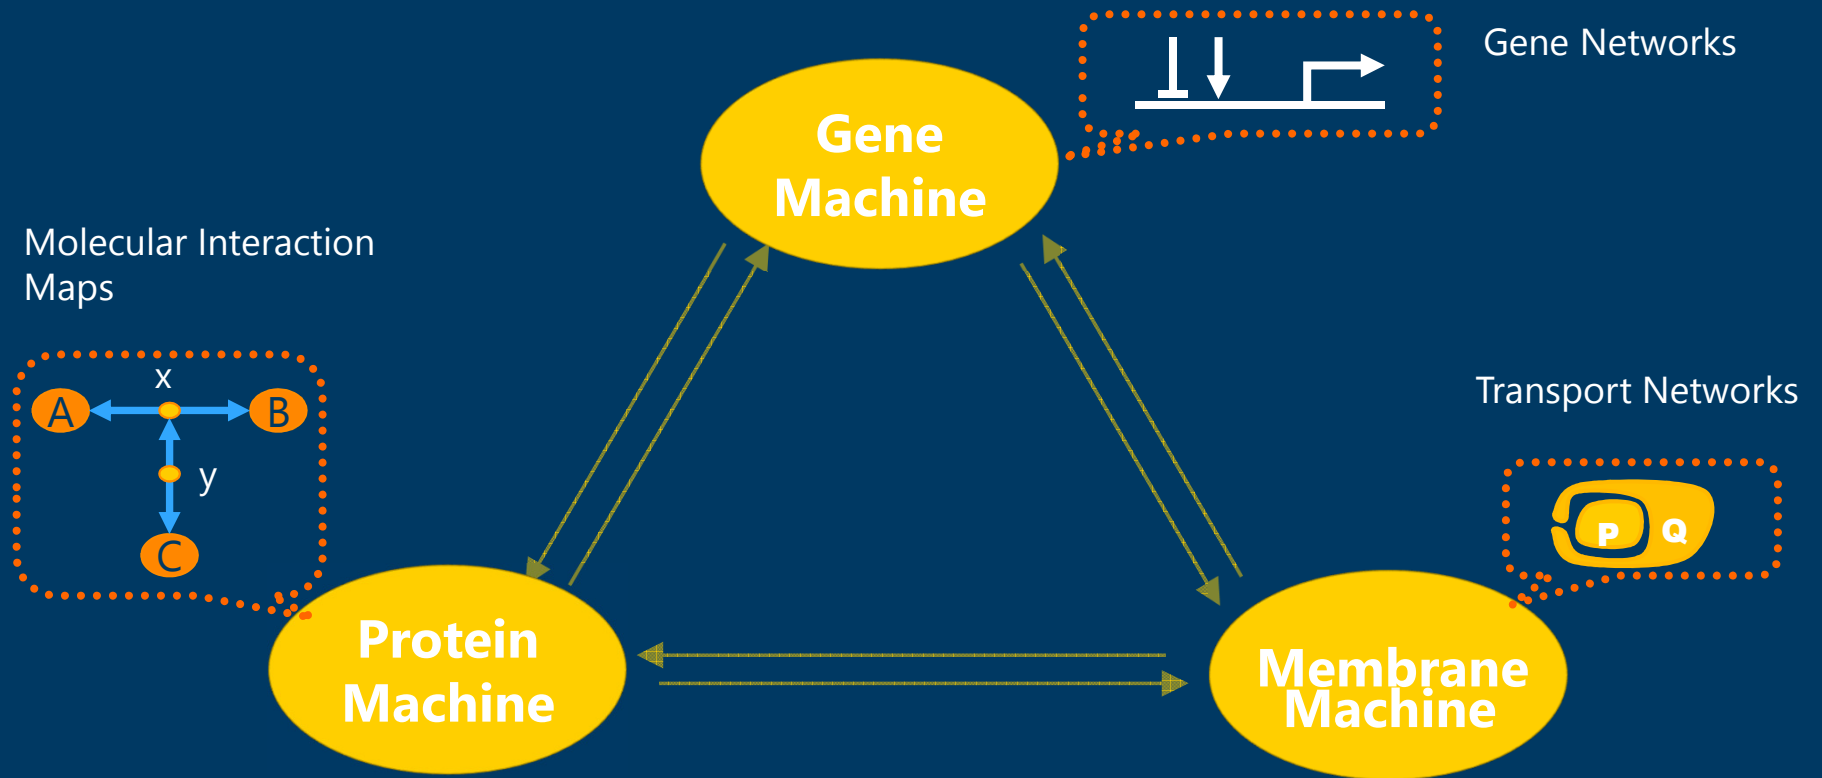 Gene Networks
Gene
Machine
Molecular Interaction
Maps
x
A
B
y
C
Transport Networks
P
Q
Protein
Machine
Membrane
Machine